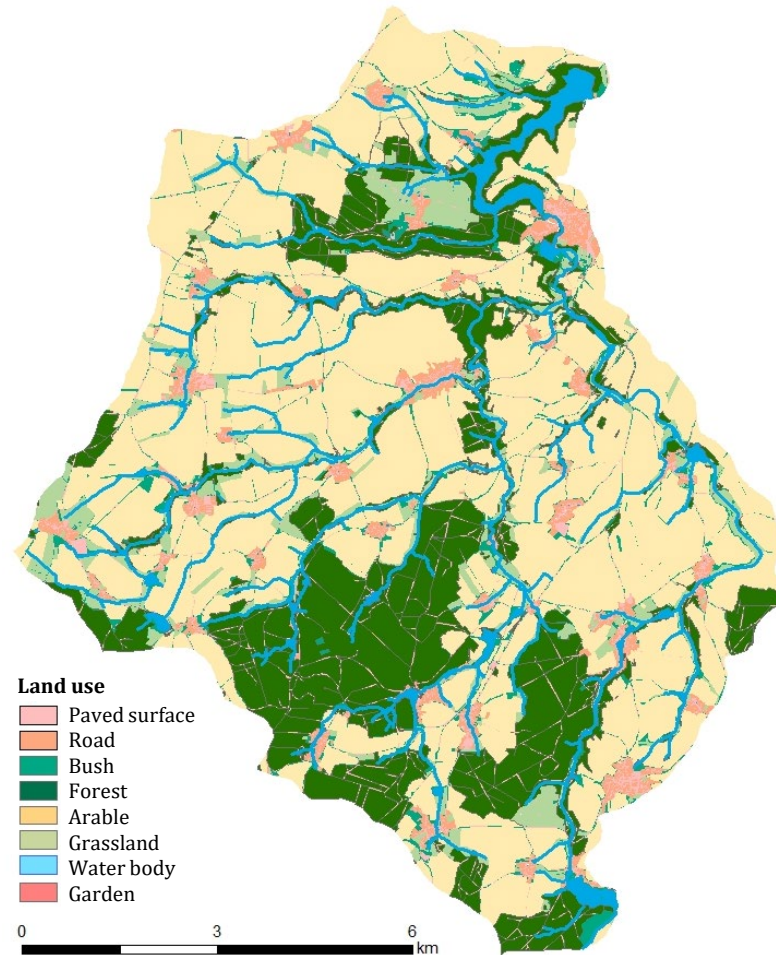 Land use
Paved surface
Road
Bush
Forest
Arable
Grassland
Water body
Garden
0 3 6
km